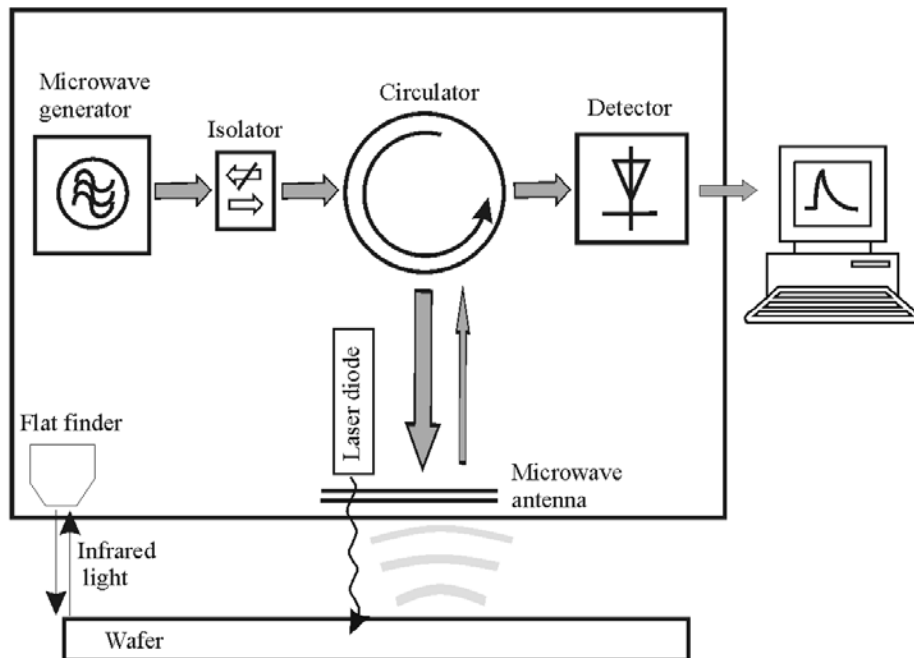 Microwave
generator
Isolator
Circulator
Detector
Laser diode
Flat finder
Microwave
antenna
Infrared
light
Wafer